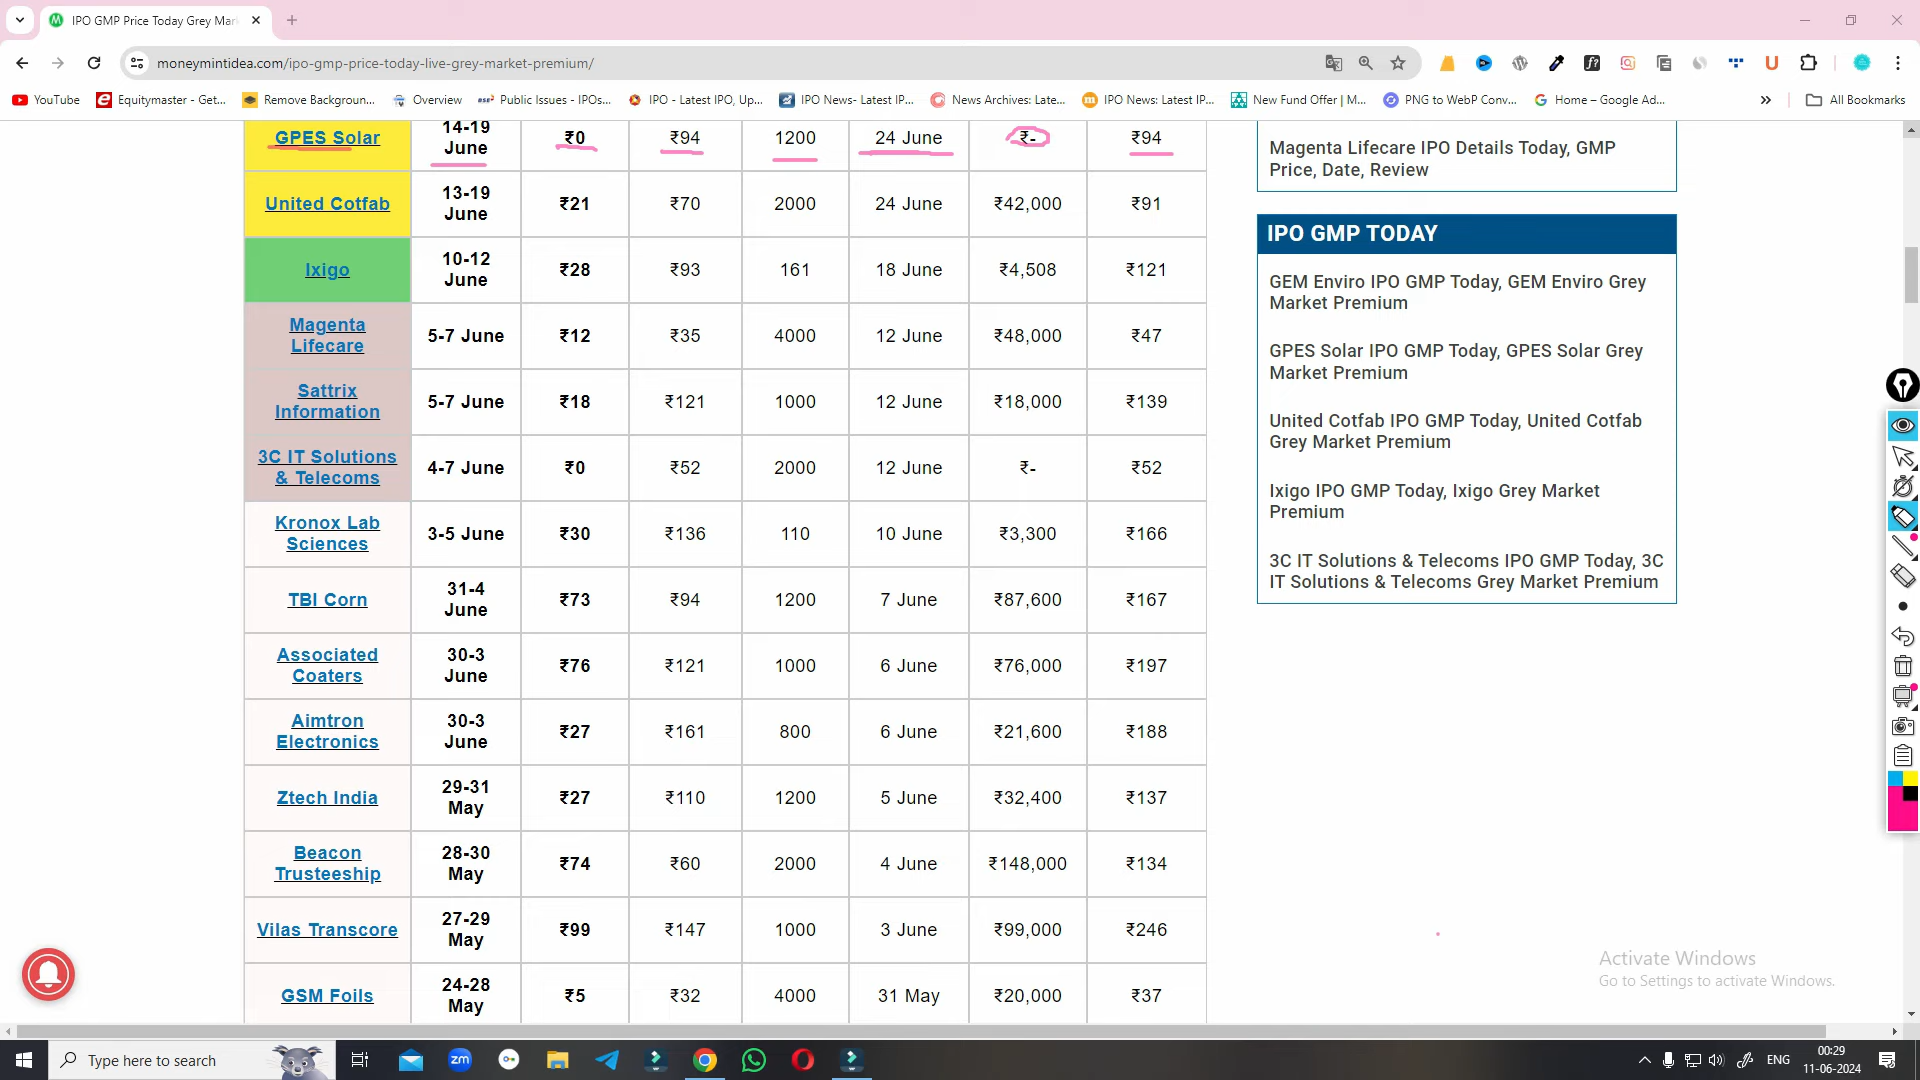 IPO GMP Price Today Grey Mar
moneymintidea.com/ipo-gmp-price-today-live-grey-market-premium/
YouTube
Equitymaster - Get...
Remove Backgroun...
Overview
Public Issues - IPOs...
IPO - Latest IPO, Up...
IPO News- Latest IP...
News Archives: Late...
IPO News: Latest IP...
New Fund Offer | M...
PNG to WebP Conv...
Home – Google Ad...
All Bookmarks
GPES Solar 14-19 June ₹0 ₹94 1200 24 June ₹- ₹94
United Cotfab 13-19 June ₹21 ₹70 2000 24 June ₹42,000 ₹91
Ixigo 10-12 June ₹28 ₹93 161 18 June ₹4,508 ₹121
Magenta Lifecare 5-7 June ₹12 ₹35 4000 12 June ₹48,000 ₹47
Sattrix Information 5-7 June ₹18 ₹121 1000 12 June ₹18,000 ₹139
3C IT Solutions & Telecoms 4-7 June ₹0 ₹52 2000 12 June ₹- ₹52
Kronox Lab Sciences 3-5 June ₹30 ₹136 110 10 June ₹3,300 ₹166
TBI Corn 31-4 June ₹73 ₹94 1200 7 June ₹87,600 ₹167
Associated Coaters 30-3 June ₹76 ₹121 1000 6 June ₹76,000 ₹197
Aimtron Electronics 30-3 June ₹27 ₹161 800 6 June ₹21,600 ₹188
Ztech India 29-31 May ₹27 ₹110 1200 5 June ₹32,400 ₹137
Beacon Trusteeship 28-30 May ₹74 ₹60 2000 4 June ₹148,000 ₹134
Vilas Transcore 27-29 May ₹99 ₹147 1000 3 June ₹99,000 ₹246
GSM Foils 24-28 May ₹5 ₹32 4000 31 May ₹20,000 ₹37
Magenta Lifecare IPO Details Today, GMP
Price, Date, Review
IPO GMP TODAY
GEM Enviro IPO GMP Today, GEM Enviro Grey
Market Premium
GPES Solar IPO GMP Today, GPES Solar Grey
Market Premium
United Cotfab IPO GMP Today, United Cotfab
Grey Market Premium
Ixigo IPO GMP Today, Ixigo Grey Market
Premium
3C IT Solutions & Telecoms IPO GMP Today, 3C
IT Solutions & Telecoms Grey Market Premium
Activate Windows
Go to Settings to activate Windows.
Type here to search
zm
ENG
00:29
11-06-2024